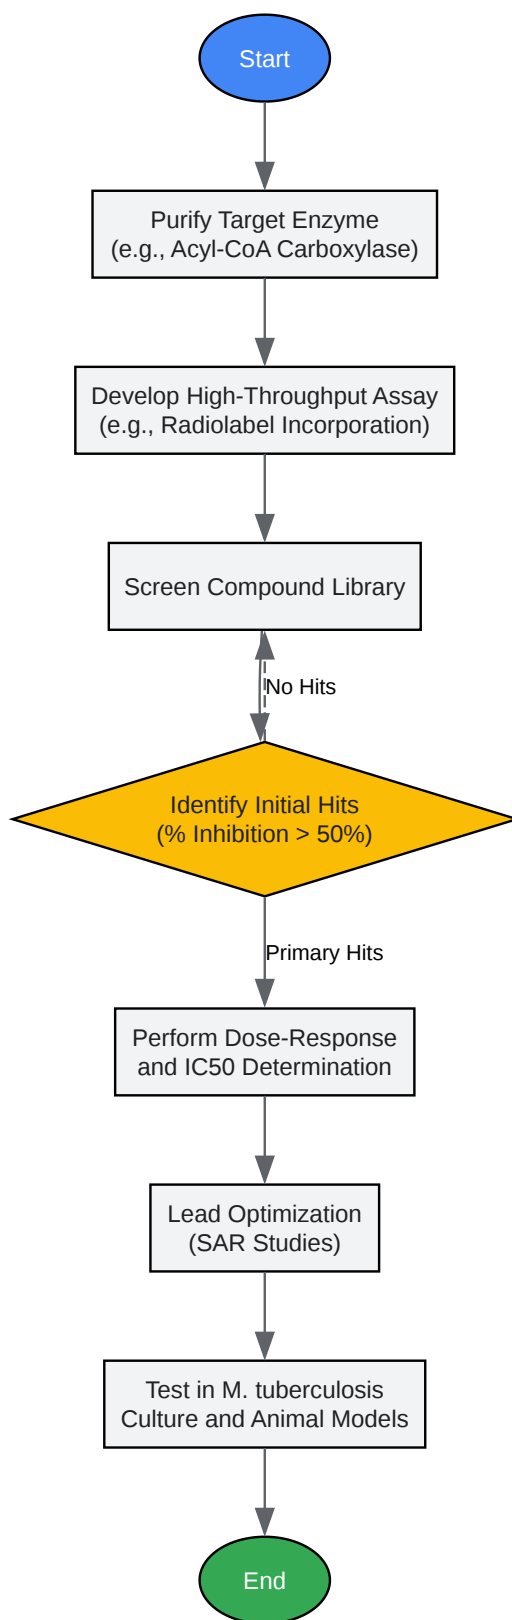 Start
Purify Target Enzyme
(e.g., Acyl-CoA Carboxylase)
Develop High-Throughput Assay
(e.g., Radiolabel Incorporation)
Screen Compound Library
No Hits
Identify Initial Hits
(% Inhibition > 50%)
Primary Hits
Perform Dose-Response
and IC50 Determination
Lead Optimization
(SAR Studies)
Test in M. tuberculosis
Culture and Animal Models
End